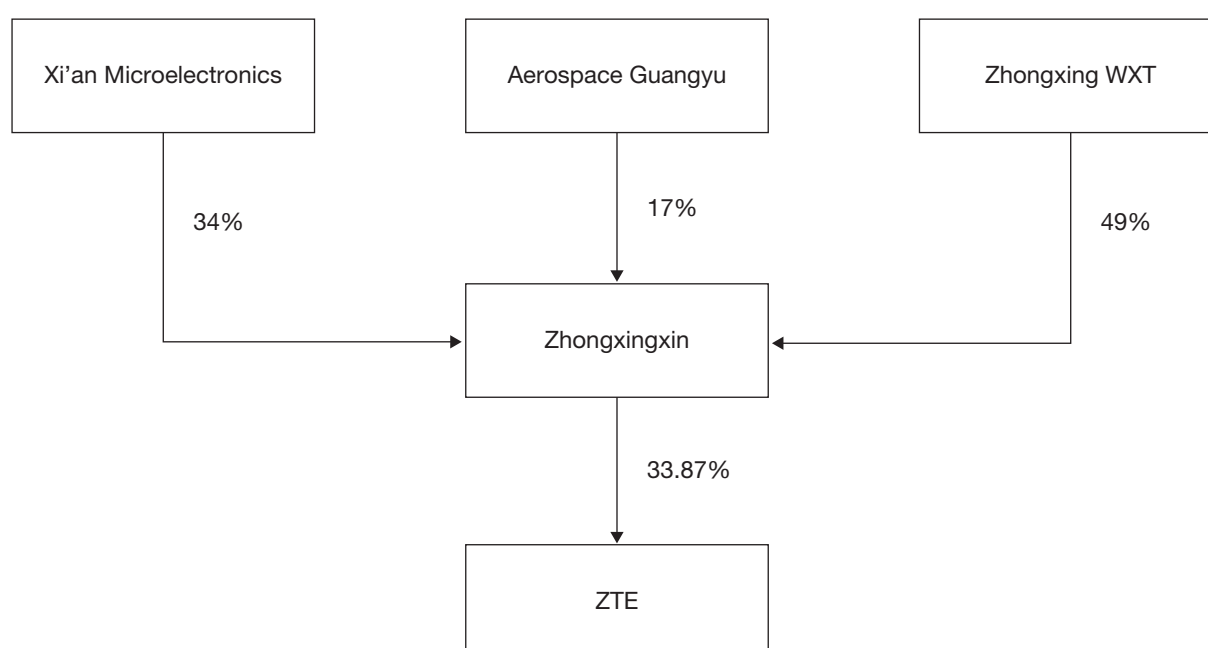 Xi’an Microelectronics
Aerospace Guangyu
Zhongxing WXT
34%
17%
49%
Zhongxingxin
33.87%
ZTE